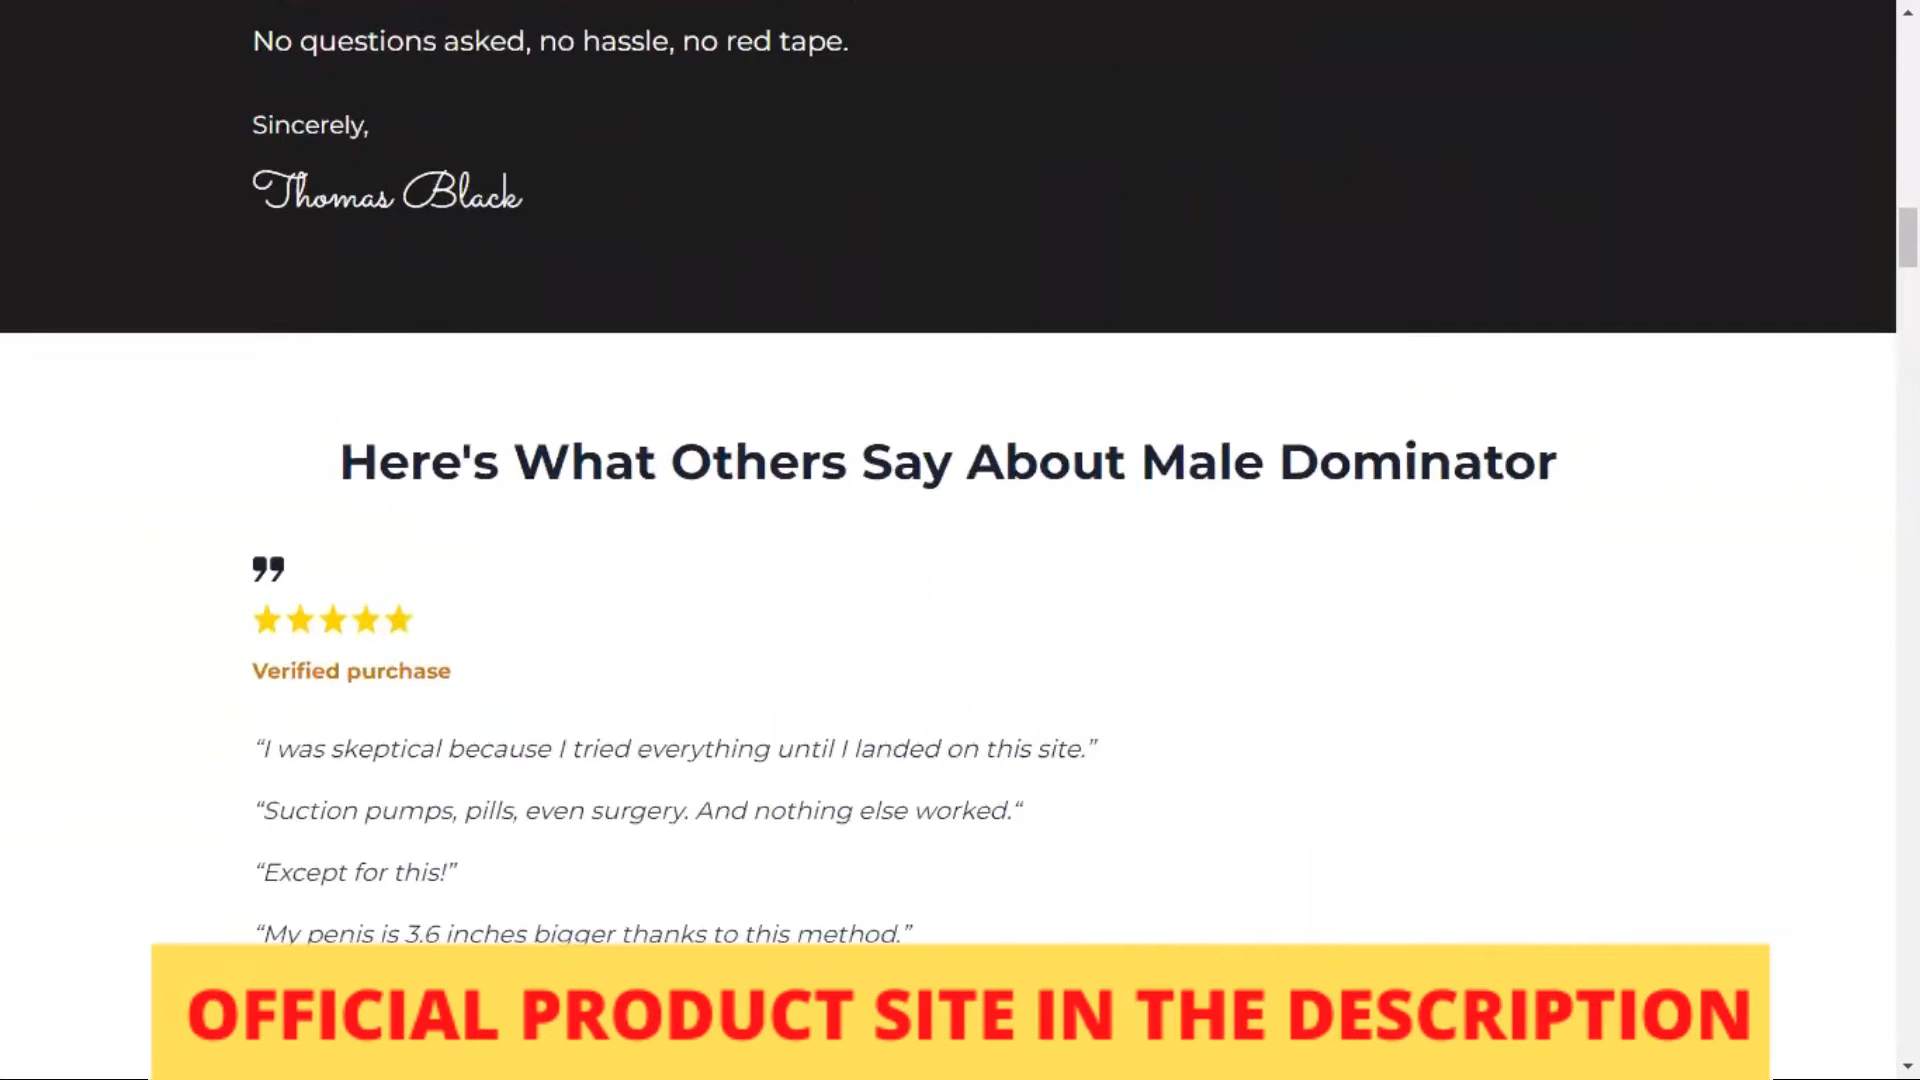 No questions asked, no hassle, no red tape.
Sincerely,
Thomas Black
Here's What Others Say About Male Dominator
”
Verified purchase
“I was skeptical because I tried everything until I landed on this site.”
“Suction pumps, pills, even surgery. And nothing else worked.“
“Except for this!”
“My penis is 3.6 inches bigger thanks to this method.”
OFFICIAL PRODUCT SITE IN THE DESCRIPTION